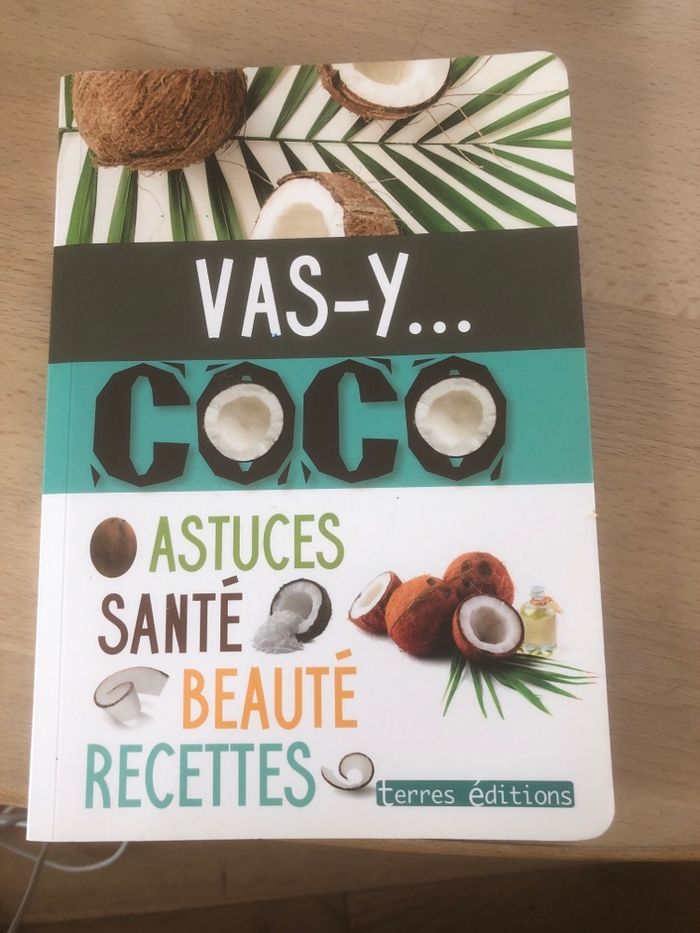 VAS-Y...
COCO
ASTUCES
SANTÉ
BEAUTÉ
RECETTES
terres éditions